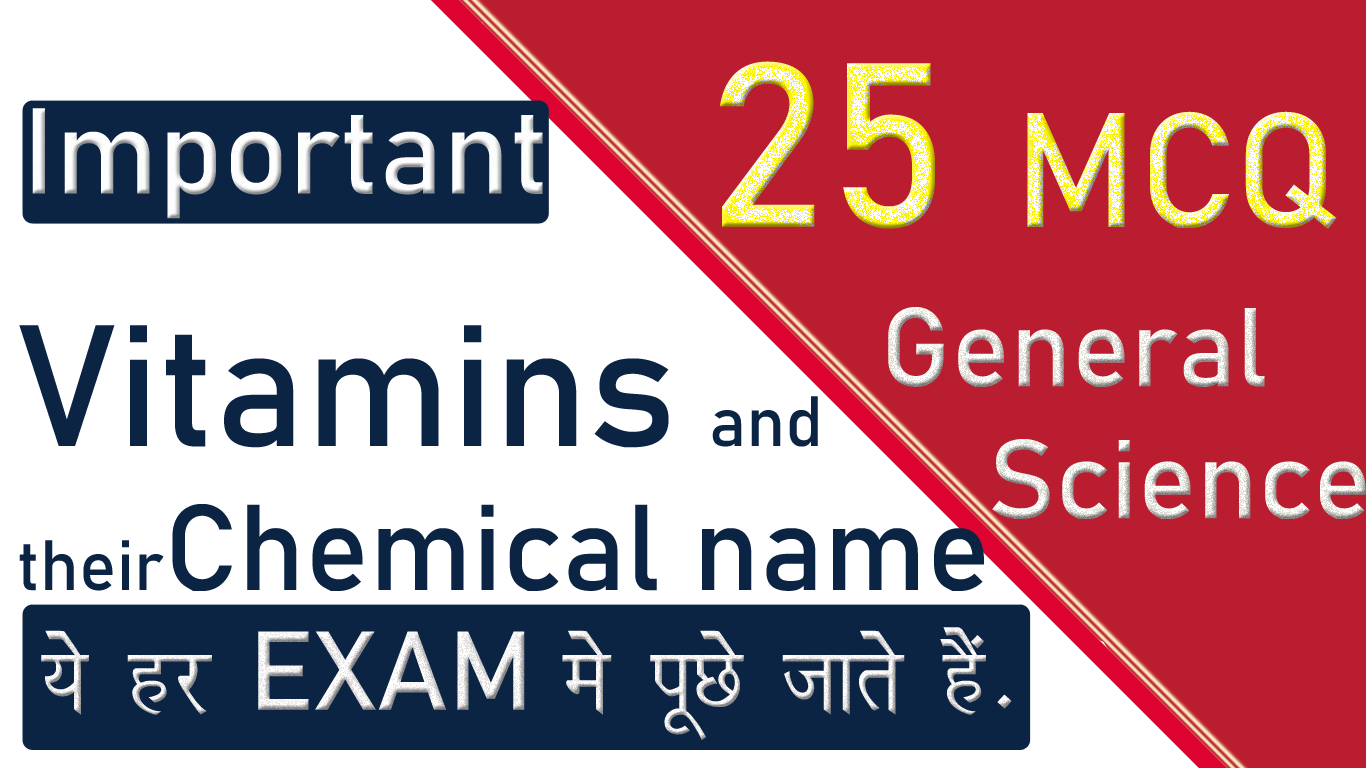 Important
Vitamins and
their Chemical name
ये हर EXAM मे पूछे जाते हैं.
25 MCQ
General
Science